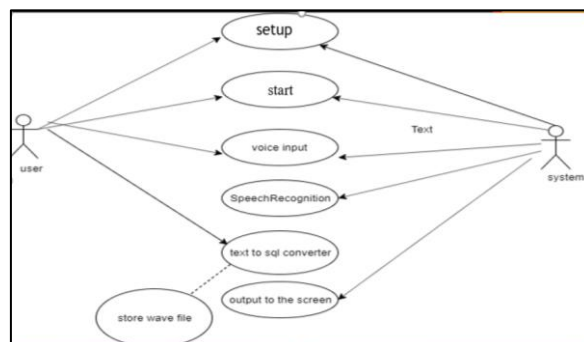 setup
start
Text
voice input
user
system
SpeechRecognition
text to sql converter
output to the screen
store wave file